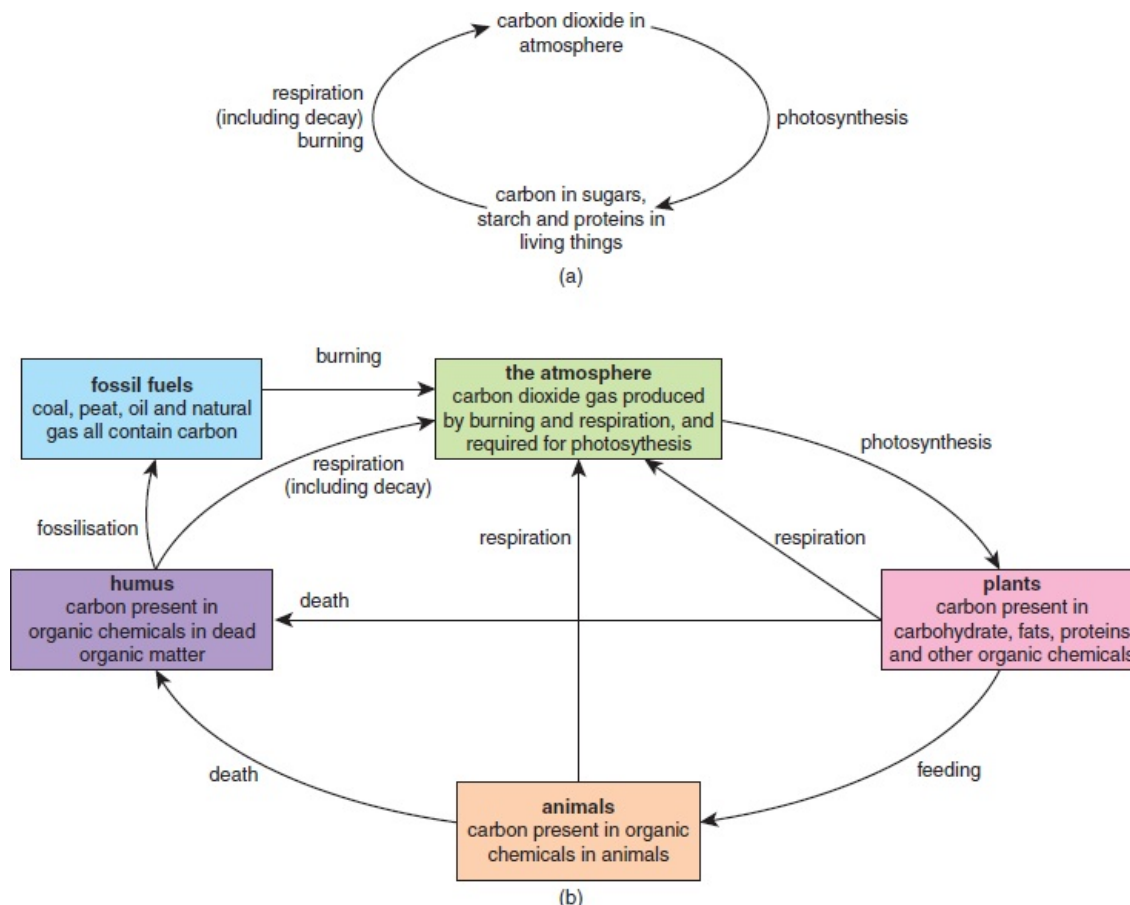 carbon dioxide in
atmosphere
respiration
(including decay)
burning
photosynthesis
carbon in sugars,
starch and proteins in
living things
(a)
burning
fossil fuels
coal, peat, oil and natural
gas all contain carbon
the atmosphere
carbon dioxide gas produced
by burning and respiration, and
required for photosythesis
photosynthesis
respiration
(including decay)
fossilisation
respiration
respiration
humus
carbon present in
organic chemicals in dead
organic matter
death
plants
carbon present in
carbohydrate, fats, proteins
and other organic chemicals
death
feeding
animals
carbon present in organic
chemicals in animals
(b)